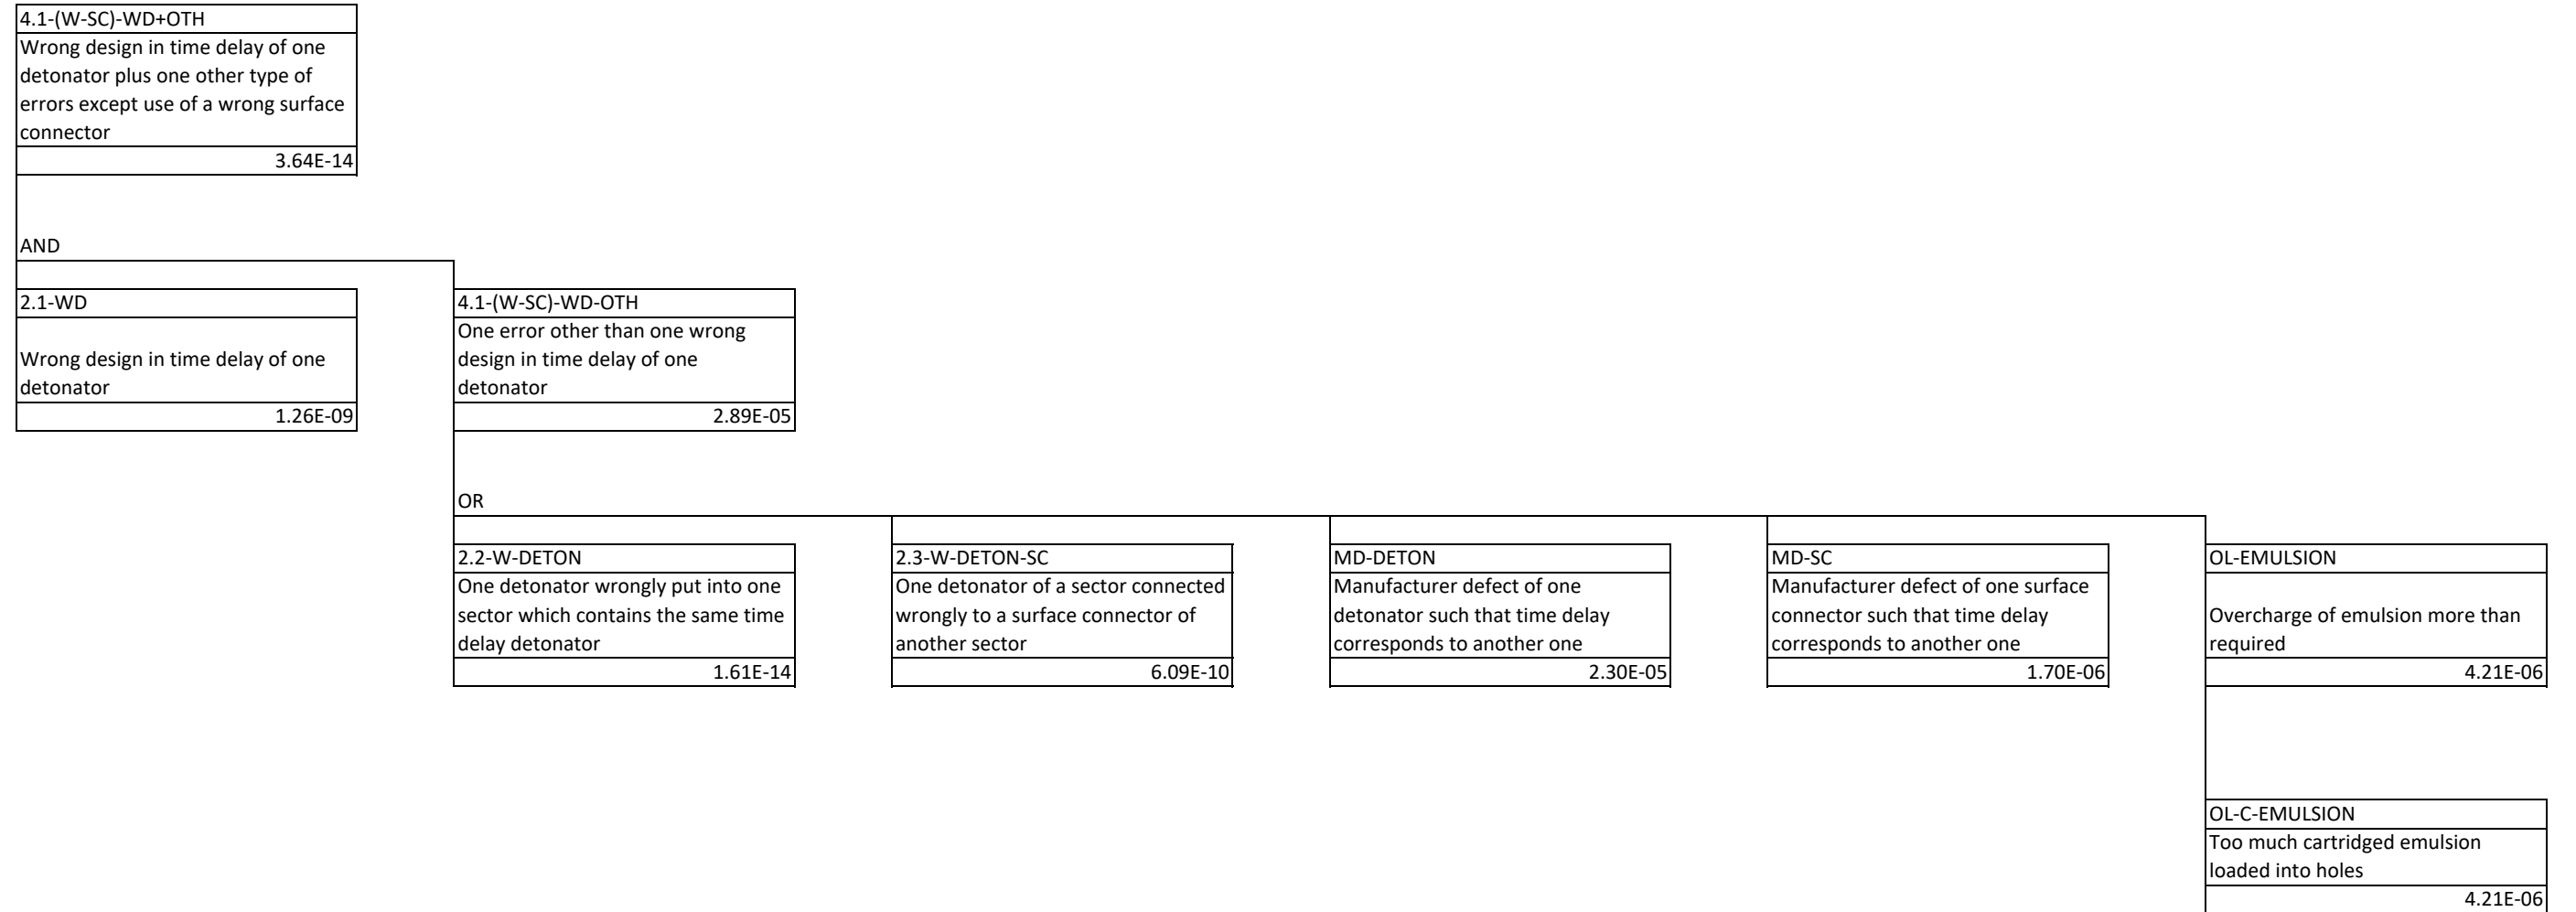 4.1-(W-SC)-WD+OTH
Wrong design in time delay of one
detonator plus one other type of
errors except use of a wrong surface
connector
3.64E-14
AND
2.1-WD
Wrong design in time delay of one
detonator
1.26E-09
4.1-(W-SC)-WD-OTH
One error other than one wrong
design in time delay of one
detonator
2.89E-05
OR
2.2-W-DETON
One detonator wrongly put into one
sector which contains the same time
delay detonator
1.61E-14
2.3-W-DETON-SC
One detonator of a sector connected
wrongly to a surface connector of
another sector
6.09E-10
MD-DETON
Manufacturer defect of one
detonator such that time delay
corresponds to another one
2.30E-05
MD-SC
Manufacturer defect of one surface
connector such that time delay
corresponds to another one
1.70E-06
OL-EMULSION
Overcharge of emulsion more than
required
4.21E-06
OL-C-EMULSION
Too much cartridged emulsion
loaded into holes
4.21E-06